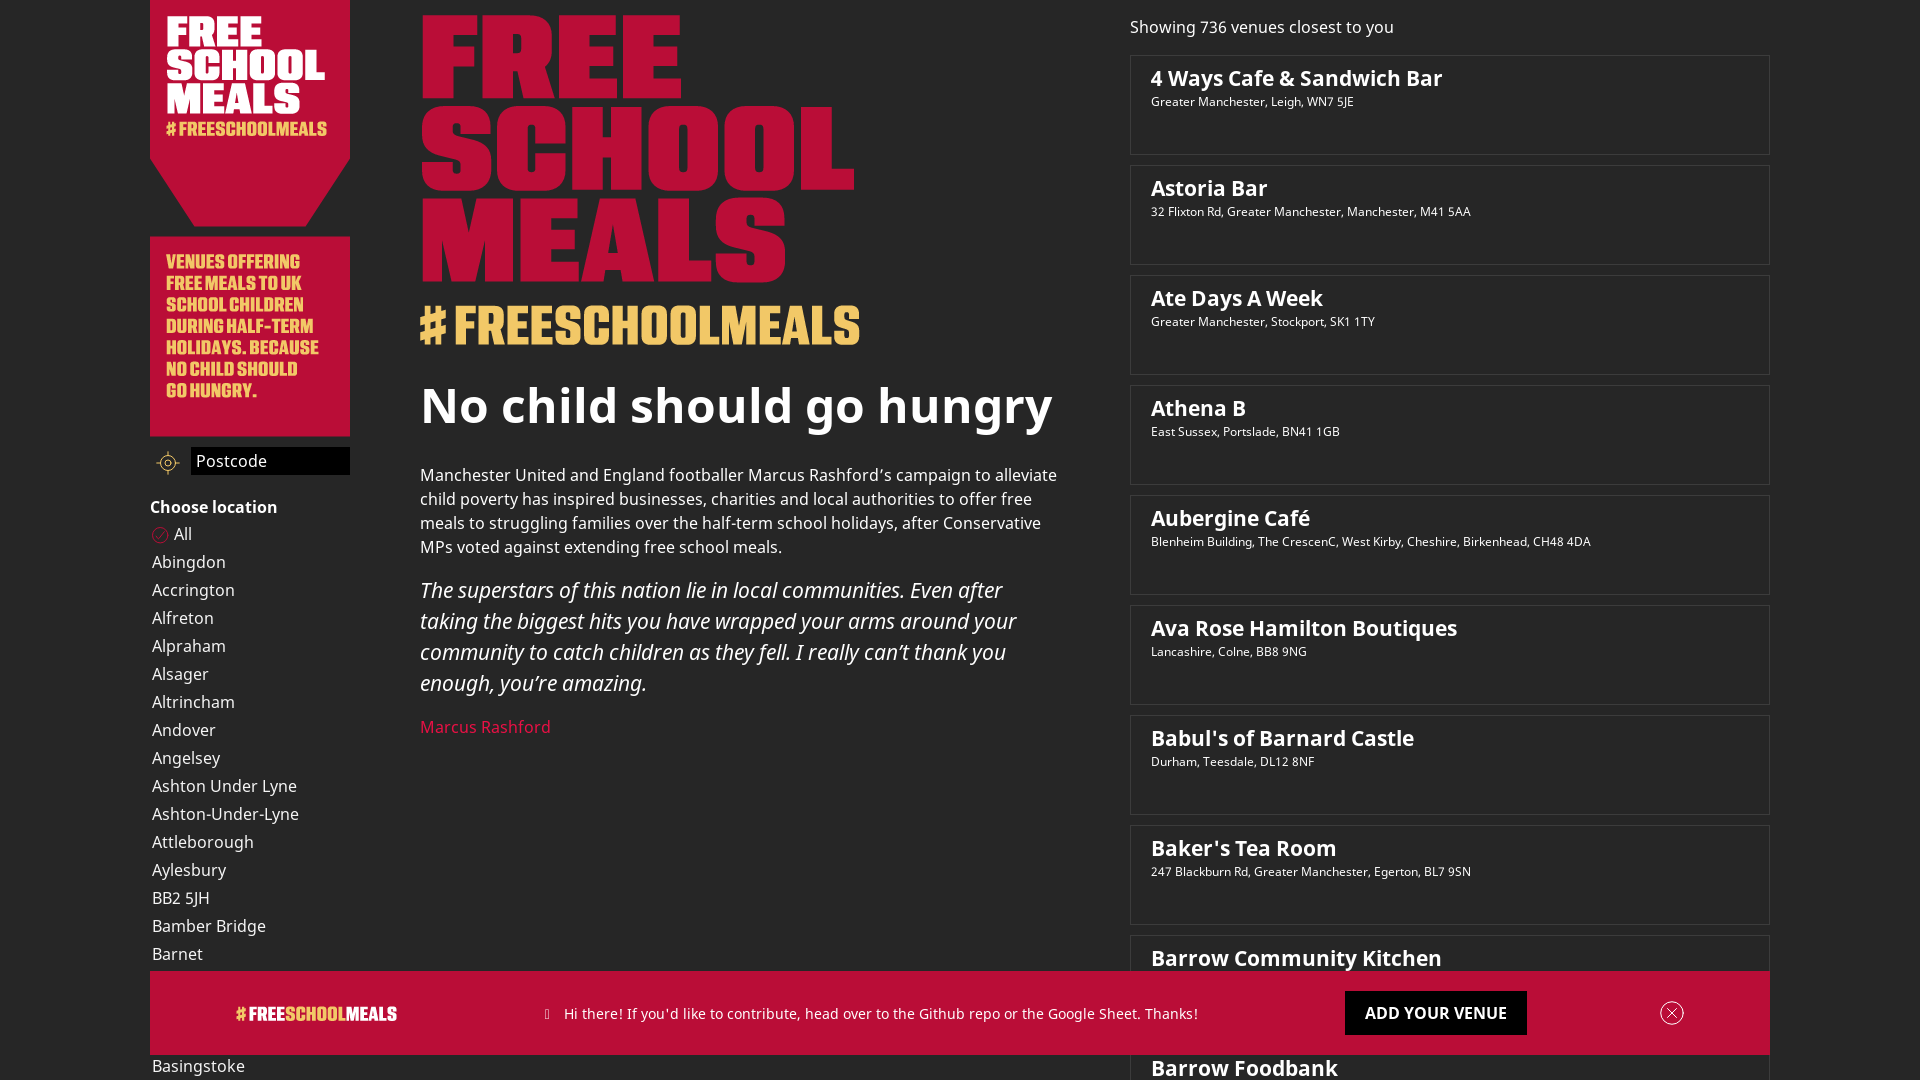 FREE
SCHOOL
MEALS
#FREESCHOOLMEALS
VENUES OFFERING
FREE MEALS TO UK
SCHOOL CHILDREN
DURING HALF-TERM
HOLIDAYS. BECAUSE
NO CHILD SHOULD
GO HUNGRY.
Postcode
Choose location
All
Abingdon
Accrington
Alfreton
Alpraham
Alsager
Altrincham
Andover
Angelsey
Ashton Under Lyne
Ashton-Under-Lyne
Attleborough
Aylesbury
BB2 5JH
Bamber Bridge
Barnet
Basingstoke
FREE
SCHOOL
MEALS
#FREESCHOOLMEALS
No child should go hungry
Manchester United and England footballer Marcus Rashford’s campaign to alleviate
child poverty has inspired businesses, charities and local authorities to offer free
meals to struggling families over the half-term school holidays, after Conservative
MPs voted against extending free school meals.
The superstars of this nation lie in local communities. Even after
taking the biggest hits you have wrapped your arms around your
community to catch children as they fell. I really can’t thank you
enough, you’re amazing.
Marcus Rashford
Showing 736 venues closest to you
4 Ways Cafe & Sandwich Bar
Greater Manchester, Leigh, WN7 5JE
Astoria Bar
32 Flixton Rd, Greater Manchester, Manchester, M41 5AA
Ate Days A Week
Greater Manchester, Stockport, SK1 1TY
Athena B
East Sussex, Portslade, BN41 1GB
Aubergine Café
Blenheim Building, The CrescenC, West Kirby, Cheshire, Birkenhead, CH48 4DA
Ava Rose Hamilton Boutiques
Lancashire, Colne, BB8 9NG
Babul's of Barnard Castle
Durham, Teesdale, DL12 8NF
Baker's Tea Room
247 Blackburn Rd, Greater Manchester, Egerton, BL7 9SN
Barrow Community Kitchen
Barrow Foodbank
#FREESCHOOLMEALS
Hi there! If you'd like to contribute, head over to the Github repo or the Google Sheet. Thanks!
ADD YOUR VENUE